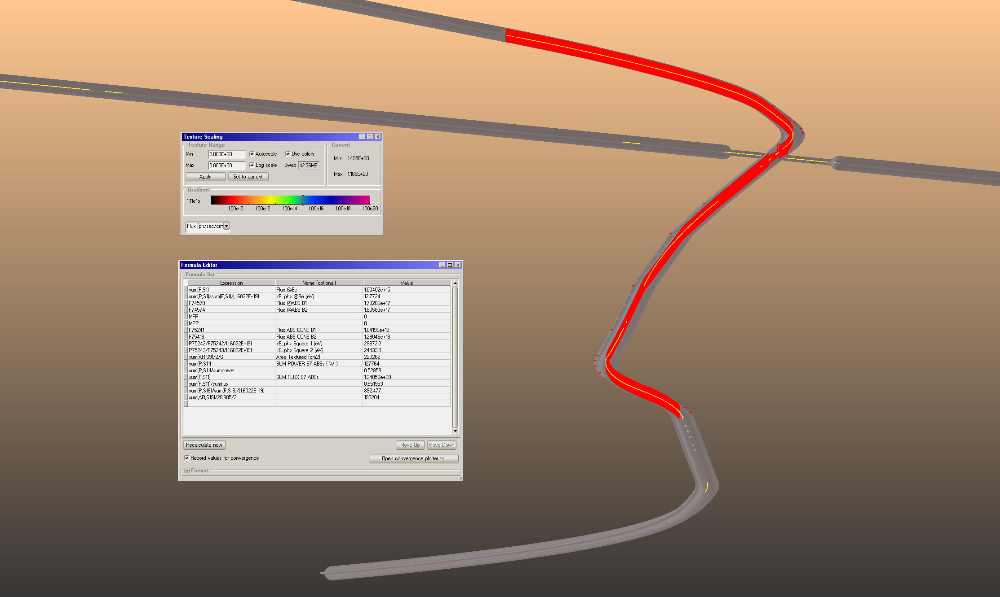 Texture Scaling
Texture Range
Min 0.000E+00 Autoscale Use colors
Max 0.000E+00 Log scale Swap 42.26MB
Apply Set to current
Current
Min: 1.495E+08
Max: 1.186E+20
Gradient
1.11e15
1.00e10 1.00e12 1.00e14 1.00e16 1.00e18 1.00e20
Flux (ph/sec/cm²
Formula Editor
Formula list
Expression Name (optional) Value
sum(F,S1) Flux @Be 1.00402e+15
sum(P,S1)/sum(F,S1)/(1.6022E-19) <E_ph> @Be (eV) 12.7724
F74570 Flux @ABS B1 1.79206e+17
F74574 Flux @ABS B2 1.80583e+17
MFP 0
MPP 0
F75241 Flux ABS CONE B1 1.04196e+18
F75418 Flux ABS CONE B2 1.29046e+18
P75242/F75242/(1.6022E-19) <E_ph> Square 1 (eV) 29872.2
P75243/F75243/(1.6022E-19) <E_ph> Square 2 (eV) 24433.3
sum(AR,S9)/2/6 Area Textured (cm2) 220262
sum(P,S11) SUM POWER 67 ABSs ( W ) 127764
sum(P,S11)/sumpower 0.52858
sum(F,S11) SUM FLUX 67 ABSs 1.24053e+20
sum(F,S11)/sumflux 0.551953
sum(P,S18)/sum(F,S18)/(1.6022E-19) 892.477
sum(AR,S19)/28.905/2 190204
Recalculate now Move Up Move Down
Record values for convergence Open convergence plotter >>
Format